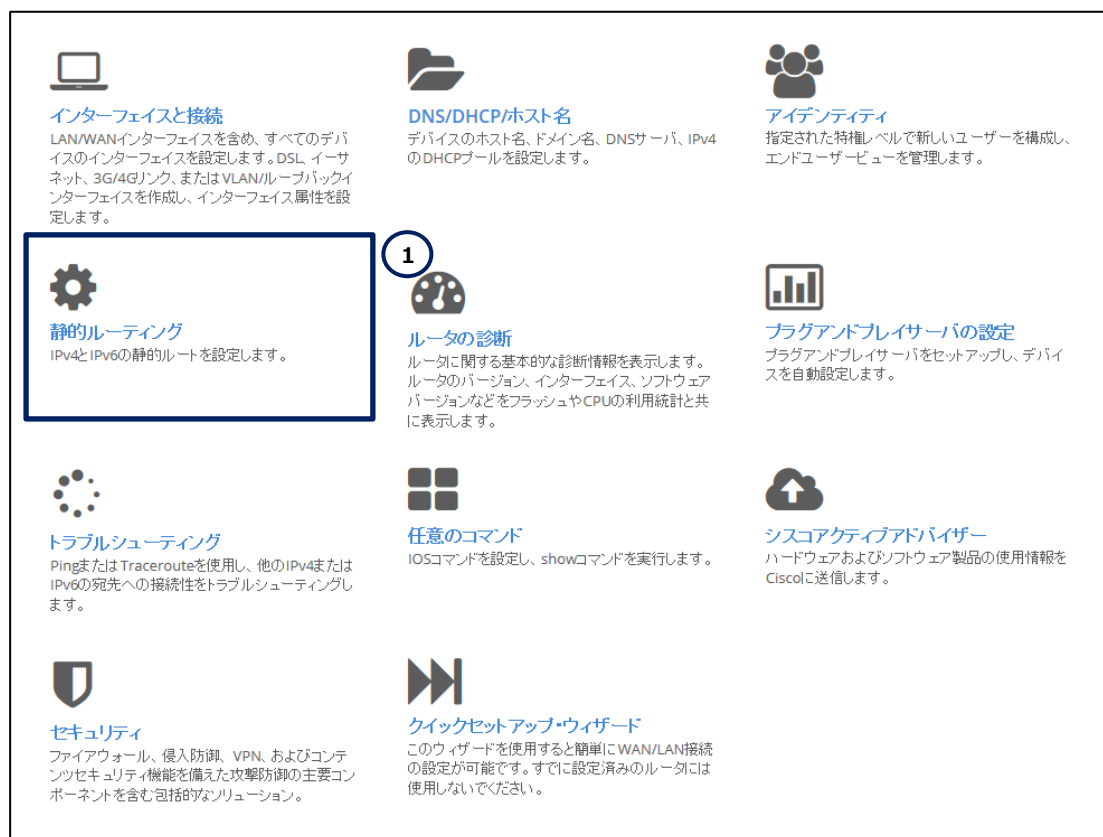 インターフェイスと接続
LAN/WANインターフェイスを含め、すべてのデバ
イスのインターフェイスを設定します。DSL、イーサ
ネット、3G/4Gリンク、またはVLAN/ループバックイ
ンターフェイスを作成し、インターフェイス属性を設
定します。
DNS/DHCP/ホスト名
デバイスのホスト名、ドメイン名、DNSサーバ、IPv4
のDHCPプールを設定します。
アイデンティティ
指定された特権レベルで新しいユーザーを構成し、
エンドユーザービューを管理します。
静的ルーティング
IPv4とIPv6の静的ルートを設定します。
1
ルータの診断
ルータに関する基本的な診断情報を表示します。
ルータのバージョン、インターフェイス、ソフトウェア
バージョンなどをフラッシュやCPUの利用統計と共
に表示します。
プラグアンドプレイサーバの設定
プラグアンドプレイサーバをセットアップし、デバイ
スを自動設定します。
トラブルシューティング
PingまたはTracerouteを使用し、他のIPv4または
IPv6の宛先への接続性をトラブルシューティングし
ます。
任意のコマンド
IOSコマンドを設定し、showコマンドを実行します。
シスコアクティブアドバイザー
ハードウェアおよびソフトウェア製品の使用情報を
Ciscoに送信します。
セキュリティ
ファイアウォール、侵入防御、VPN、およびコンテ
ンツセキュリティ機能を備えた攻撃防御の主要コン
ポーネントを含む包括的なソリューション。
クイックセットアップ・ウィザード
このウィザードを使用すると簡単にWAN/LAN接続
の設定が可能です。すでに設定済みのルータには
使用しないでください。